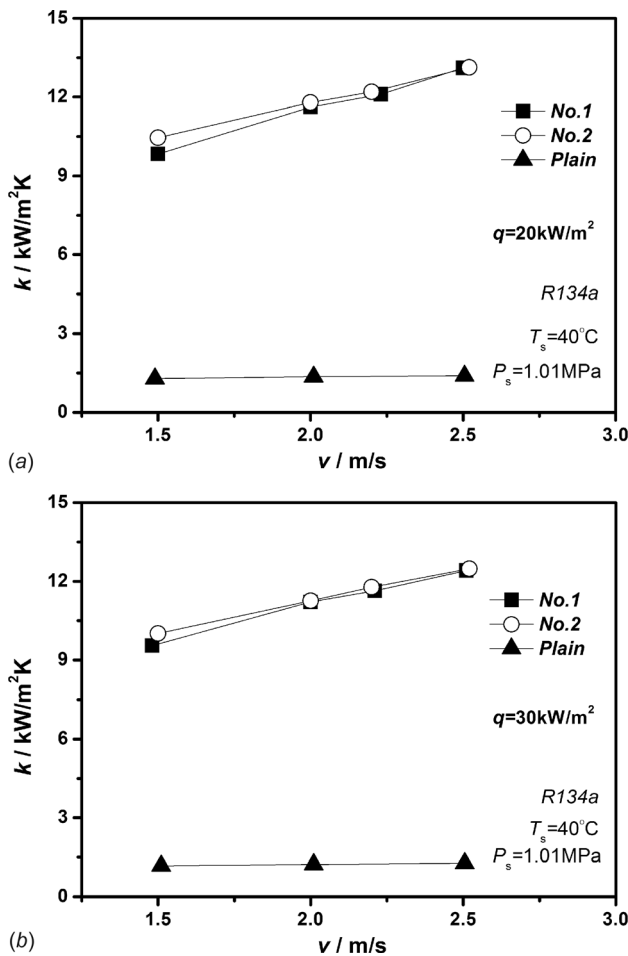 15
12
9
6
3
0
k / kW/m²K
No.1
No.2
Plain
q=20kW/m²
R134a
Tₛ=40°C
Pₛ=1.01MPa
1.5 2.0 2.5 3.0
(a) v / m/s
15
12
9
6
3
0
k / kW/m²K
No.1
No.2
Plain
q=30kW/m²
R134a
Tₛ=40°C
Pₛ=1.01MPa
1.5 2.0 2.5 3.0
(b) v / m/s